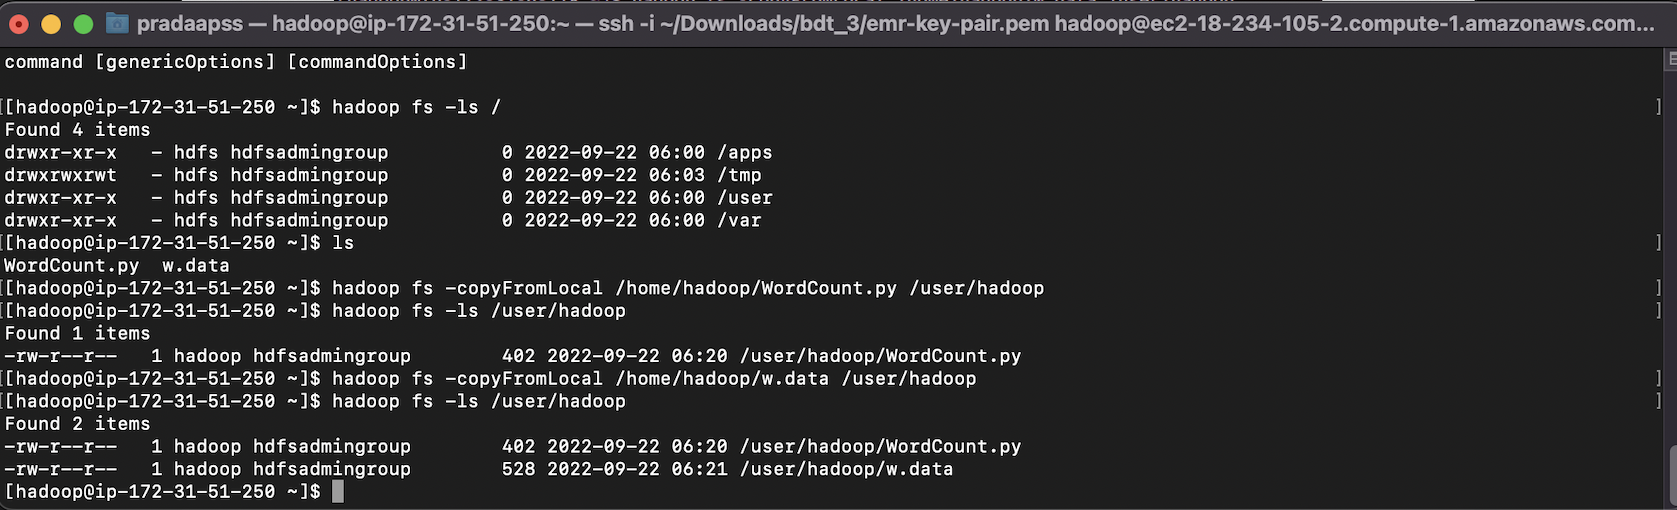 pradaapss — hadoop@ip-172-31-51-250:~ — ssh -i ~/Downloads/bdt_3/emr-key-pair.pem hadoop@ec2-18-234-105-2.compute-1.amazonaws.com...
command [genericOptions] [commandOptions]
[[hadoop@ip-172-31-51-250 ~]$ hadoop fs -ls / ]
Found 4 items
drwxr-xr-x   - hdfs hdfsadmingroup          0 2022-09-22 06:00 /apps
drwxrwxrwt   - hdfs hdfsadmingroup          0 2022-09-22 06:03 /tmp
drwxr-xr-x   - hdfs hdfsadmingroup          0 2022-09-22 06:00 /user
drwxr-xr-x   - hdfs hdfsadmingroup          0 2022-09-22 06:00 /var
[[hadoop@ip-172-31-51-250 ~]$ ls ]
WordCount.py  w.data
[[hadoop@ip-172-31-51-250 ~]$ hadoop fs -copyFromLocal /home/hadoop/WordCount.py /user/hadoop ]
[[hadoop@ip-172-31-51-250 ~]$ hadoop fs -ls /user/hadoop ]
Found 1 items
-rw-r--r--   1 hadoop hdfsadmingroup        402 2022-09-22 06:20 /user/hadoop/WordCount.py
[[hadoop@ip-172-31-51-250 ~]$ hadoop fs -copyFromLocal /home/hadoop/w.data /user/hadoop ]
[[hadoop@ip-172-31-51-250 ~]$ hadoop fs -ls /user/hadoop ]
Found 2 items
-rw-r--r--   1 hadoop hdfsadmingroup        402 2022-09-22 06:20 /user/hadoop/WordCount.py
-rw-r--r--   1 hadoop hdfsadmingroup        528 2022-09-22 06:21 /user/hadoop/w.data
[hadoop@ip-172-31-51-250 ~]$